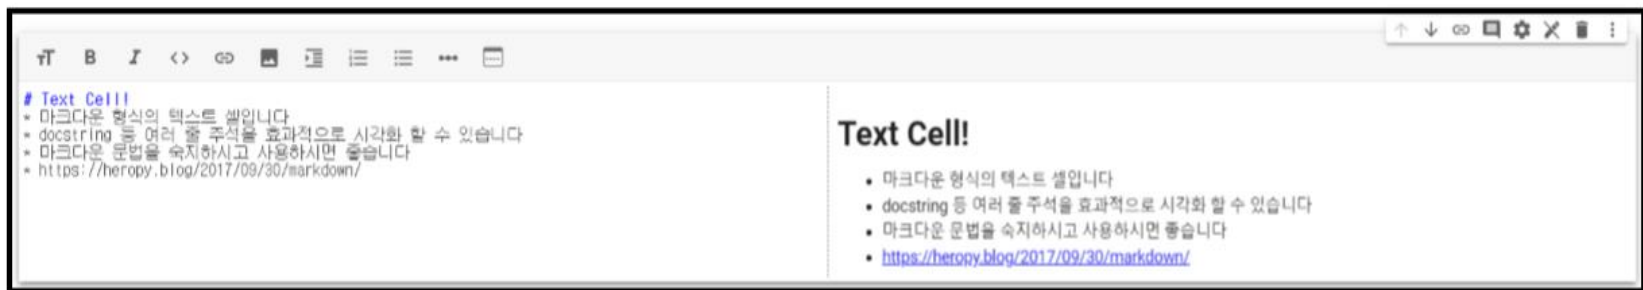 # Text Cell!
* 마크다운 형식의 텍스트 셀입니다
* docstring 등 여러 줄 주석을 효과적으로 시각화 할 수 있습니다
* 마크다운 문법을 숙지하시고 사용하시면 좋습니다
* https://heropy.blog/2017/09/30/markdown/
Text Cell!
• 마크다운 형식의 텍스트 셀입니다
• docstring 등 여러 줄 주석을 효과적으로 시각화 할 수 있습니다
• 마크다운 문법을 숙지하시고 사용하시면 좋습니다
• https://heropy.blog/2017/09/30/markdown/